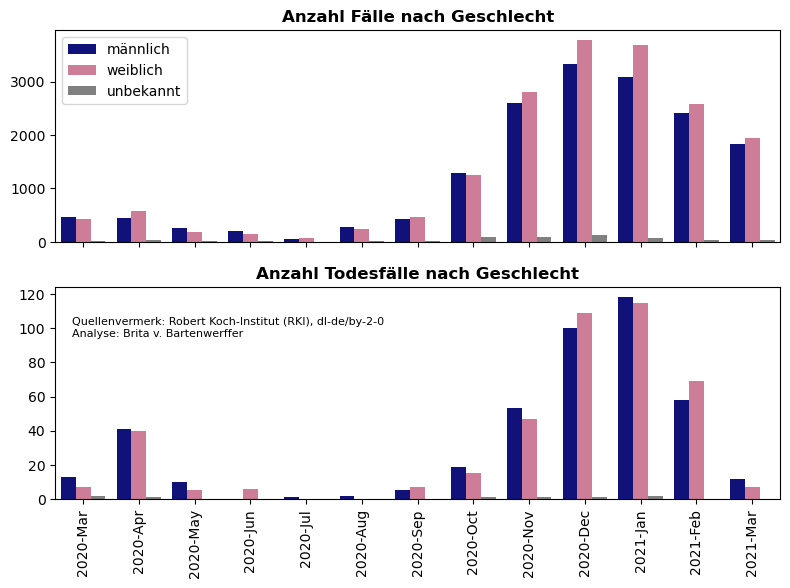 Anzahl Fälle nach Geschlecht
männlich
weiblich
unbekannt
3000
2000
1000
0
Anzahl Todesfälle nach Geschlecht
120
100
80
60
40
20
0
Quellenvermerk: Robert Koch-Institut (RKI), dl-de/by-2-0
Analyse: Brita v. Bartenwerffer
2020-Mar
2020-Apr
2020-May
2020-Jun
2020-Jul
2020-Aug
2020-Sep
2020-Oct
2020-Nov
2020-Dec
2021-Jan
2021-Feb
2021-Mar